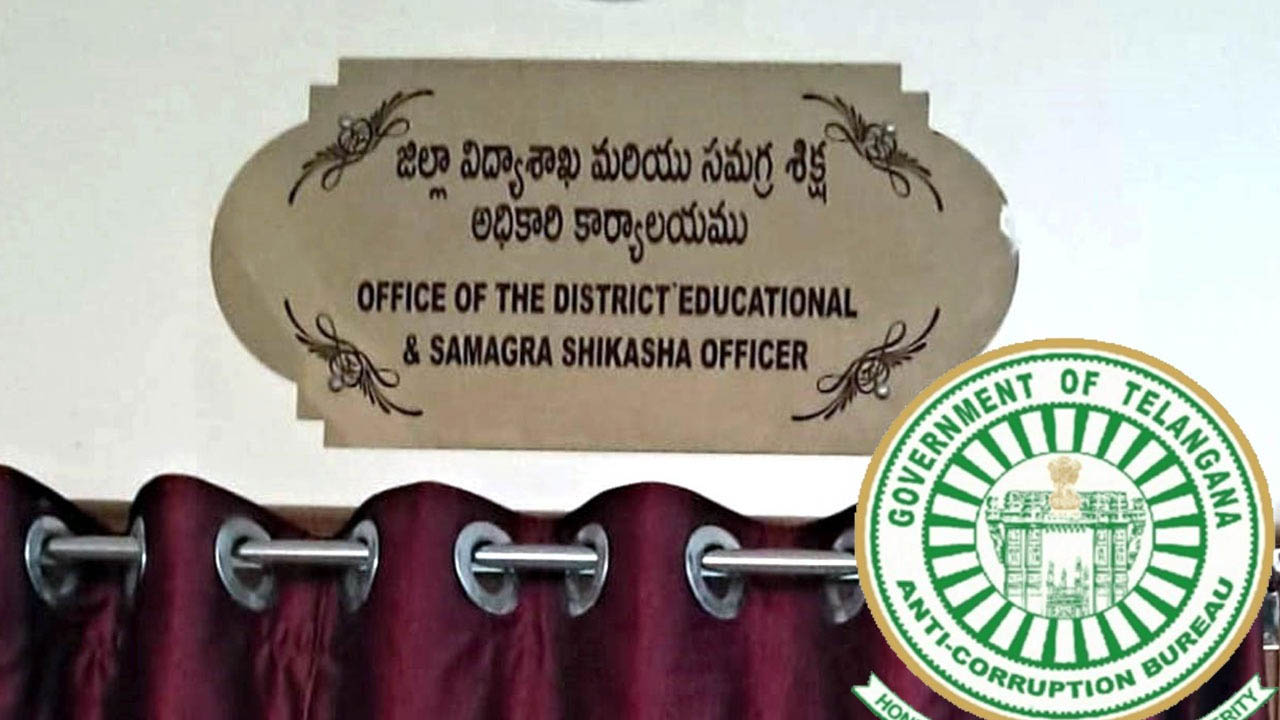 జిల్లా విద్యాశాఖ మరియు సమగ్ర శిక్ష
అధికారి కార్యాలయము
OFFICE OF THE DISTRICT EDUCATIONAL
& SAMAGRA SHIKASHA OFFICER
GOVERNMENT OF TELANGANA
ANTI-CORRUPTION BUREAU